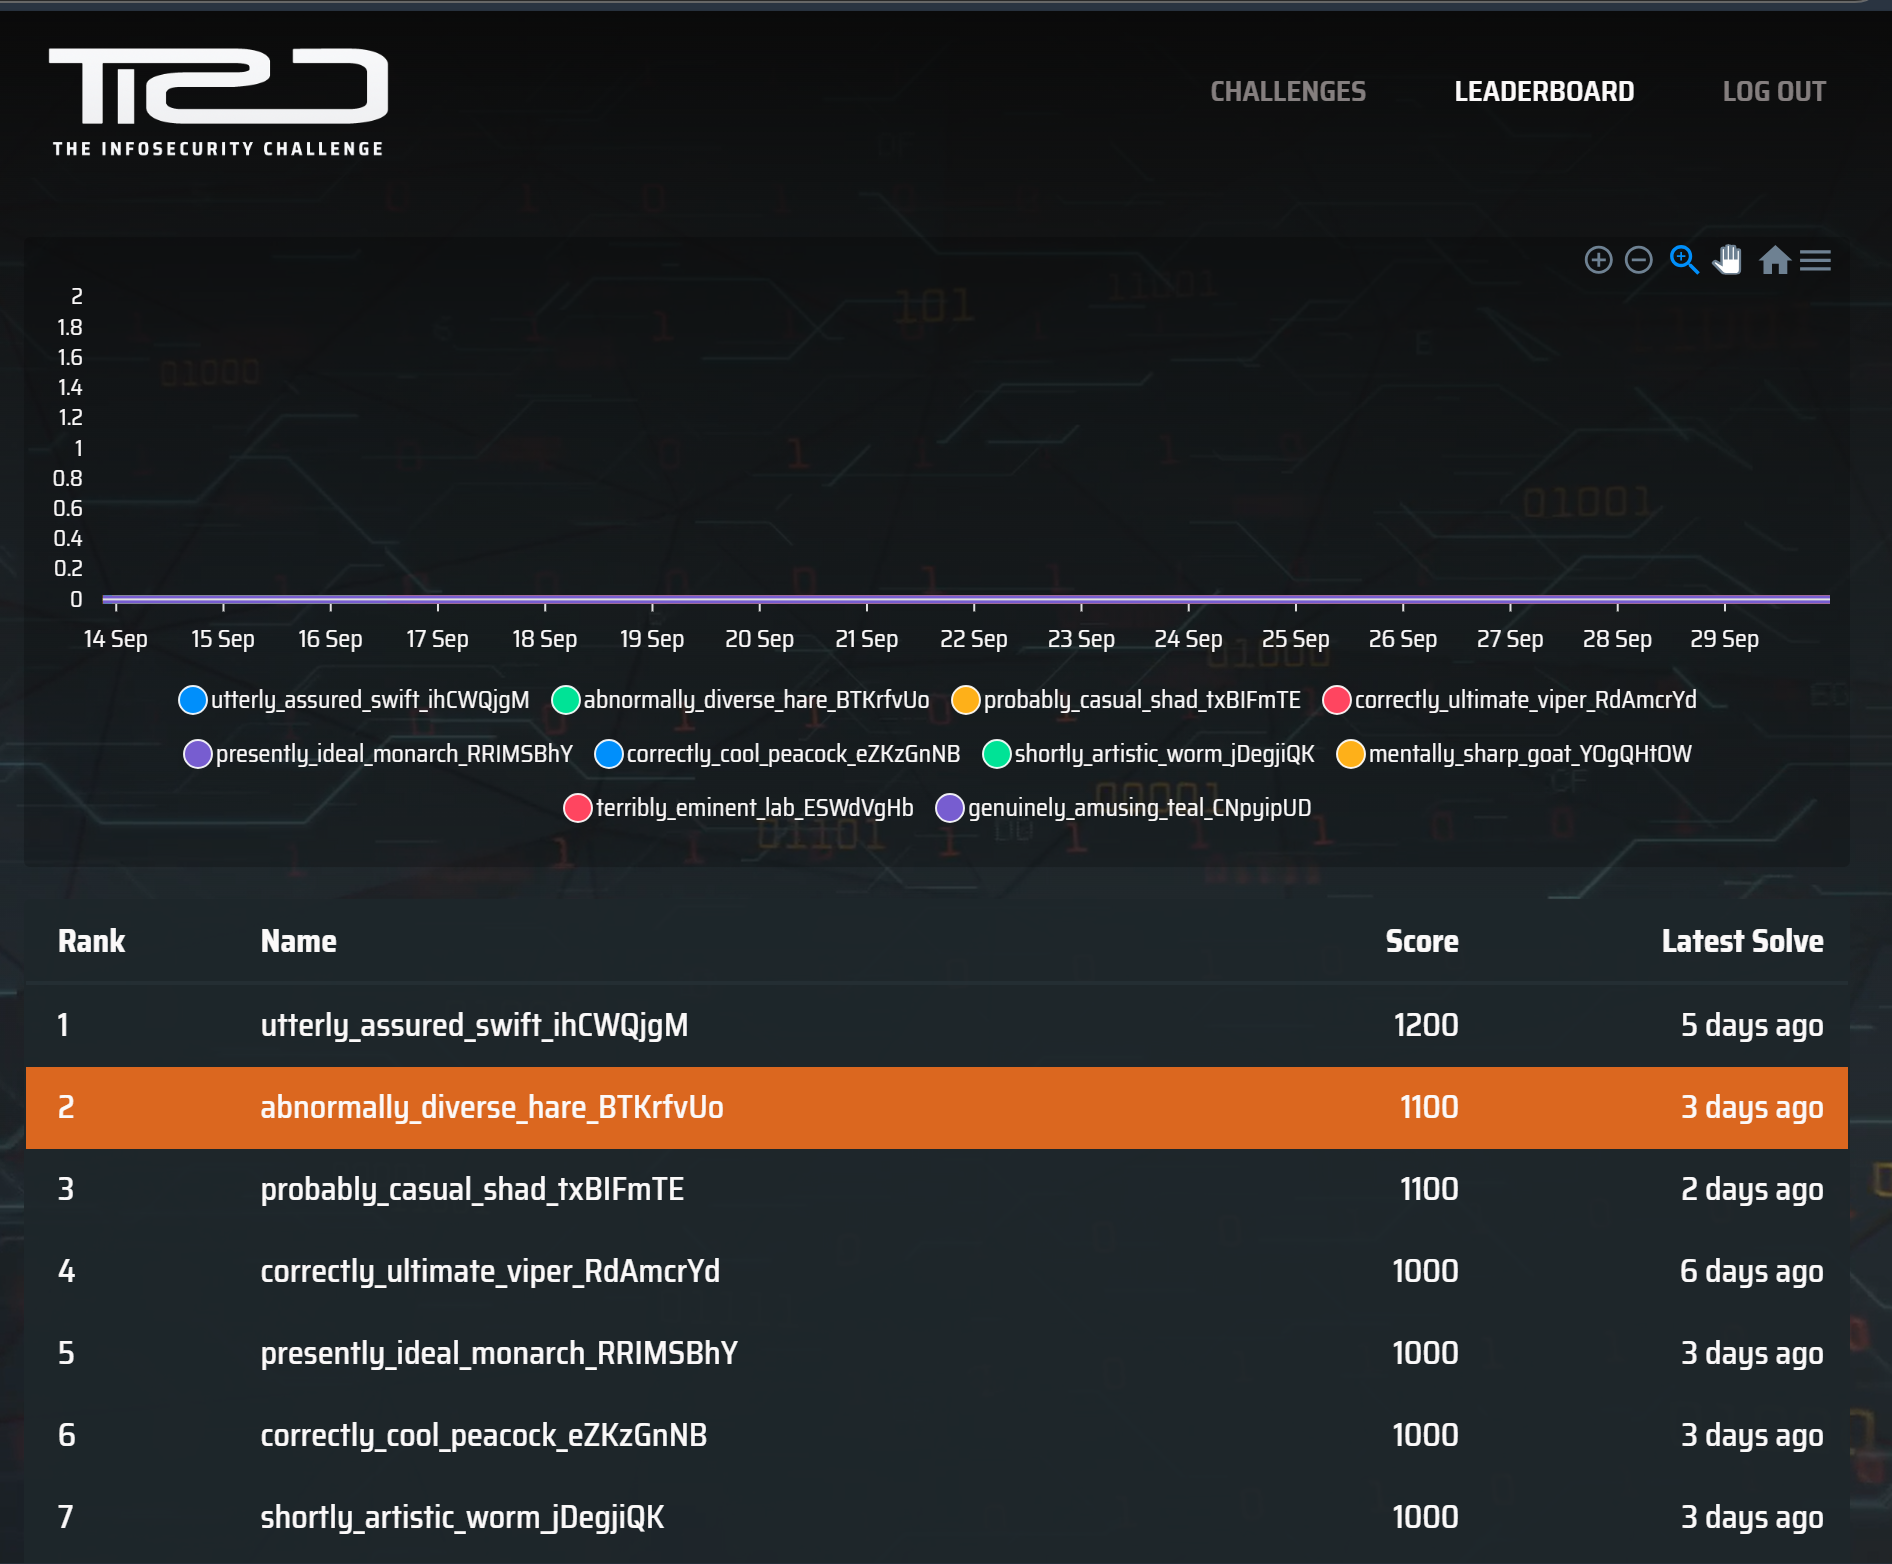 THE INFOSECURITY CHALLENGE
CHALLENGES LEADERBOARD LOG OUT
2
1.8
1.6
1.4
1.2
1
0.8
0.6
0.4
0.2
0
14 Sep 15 Sep 16 Sep 17 Sep 18 Sep 19 Sep 20 Sep 21 Sep 22 Sep 23 Sep 24 Sep 25 Sep 26 Sep 27 Sep 28 Sep 29 Sep
utterly_assured_swift_ihCWQjgM abnormally_diverse_hare_BTKrfvUo probably_casual_shad_txBIFmTE correctly_ultimate_viper_RdAmcrYd
presently_ideal_monarch_RRIMSBhY correctly_cool_peacock_eZKzGnNB shortly_artistic_worm_jDegjiQK mentally_sharp_goat_YOgQHtOW
terribly_eminent_lab_ESWdVgHb genuinely_amusing_teal_CNpyipUD
Rank Name Score Latest Solve
1 utterly_assured_swift_ihCWQjgM 1200 5 days ago
2 abnormally_diverse_hare_BTKrfvUo 1100 3 days ago
3 probably_casual_shad_txBIFmTE 1100 2 days ago
4 correctly_ultimate_viper_RdAmcrYd 1000 6 days ago
5 presently_ideal_monarch_RRIMSBhY 1000 3 days ago
6 correctly_cool_peacock_eZKzGnNB 1000 3 days ago
7 shortly_artistic_worm_jDegjiQK 1000 3 days ago